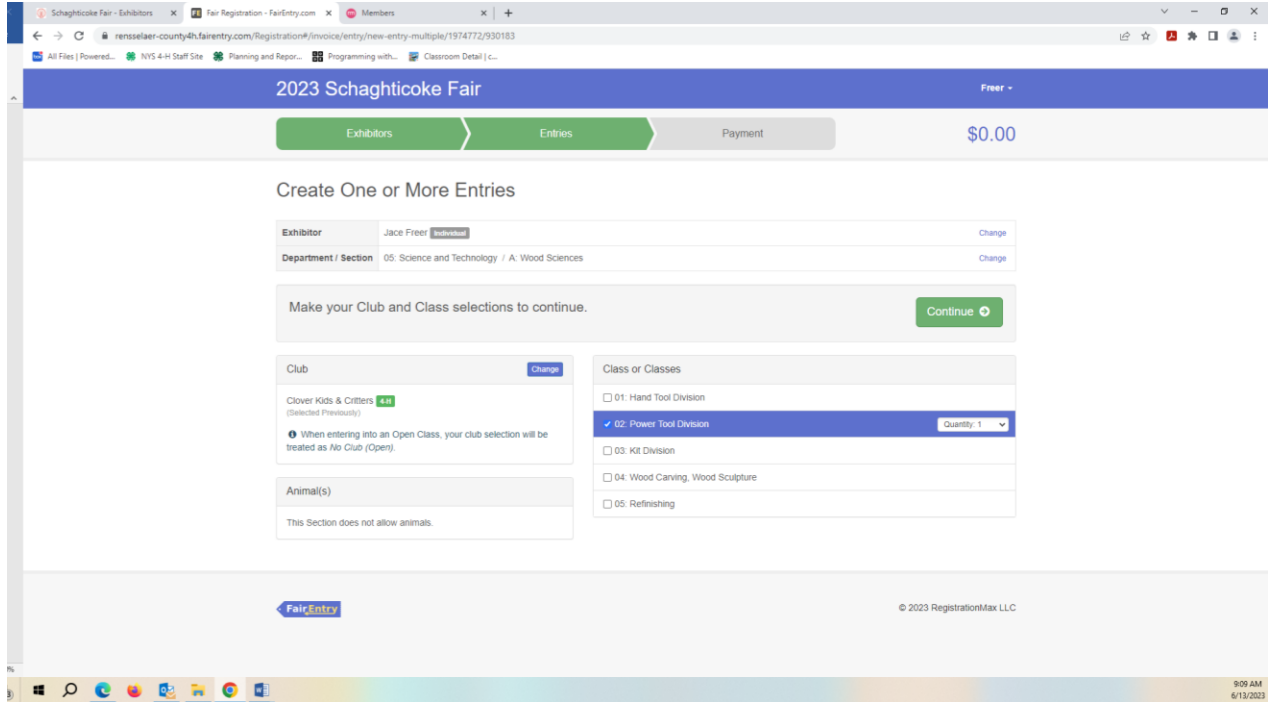 Schaghticoke Fair - Exhibitors
Fair Registration - FairEntry.com
Members
rensselaer-county4h.fairentry.com/Registration#/invoice/entry/new-entry-multiple/1974772/930183
All Files | Powered...
NYS 4-H Staff Site
Planning and Repor...
Programming with...
Classroom Detail | c...
2023 Schaghticoke Fair
Freer
Exhibitors
Entries
Payment
$0.00
Create One or More Entries
Exhibitor Jace Freer Individual Change
Department / Section 05: Science and Technology / A: Wood Sciences Change
Make your Club and Class selections to continue.
Continue
Club
Change
Clover Kids & Critters 4-H
(Selected Previously)
When entering into an Open Class, your club selection will be
treated as No Club (Open).
Animal(s)
This Section does not allow animals.
Class or Classes
01: Hand Tool Division
02: Power Tool Division
Quantity: 1
03: Kit Division
04: Wood Carving, Wood Sculpture
05: Refinishing
FairEntry
© 2023 RegistrationMax LLC
9:09 AM
6/13/2023